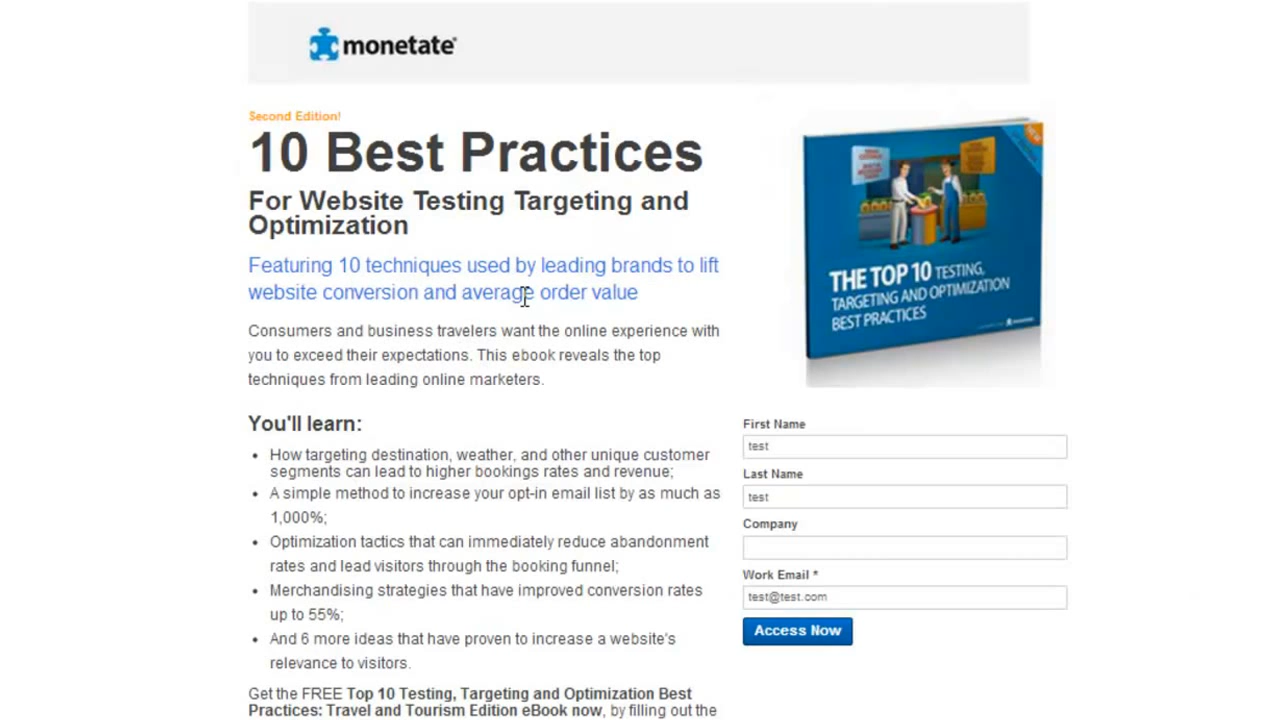 monetate
Second Edition!
10 Best Practices
For Website Testing Targeting and
Optimization
Featuring 10 techniques used by leading brands to lift
website conversion and average order value
Consumers and business travelers want the online experience with
you to exceed their expectations. This ebook reveals the top
techniques from leading online marketers.
You'll learn:
How targeting destination, weather, and other unique customer
segments can lead to higher bookings rates and revenue;
A simple method to increase your opt-in email list by as much as
1,000%;
Optimization tactics that can immediately reduce abandonment
rates and lead visitors through the booking funnel;
Merchandising strategies that have improved conversion rates
up to 55%;
And 6 more ideas that have proven to increase a website's
relevance to visitors.
Get the FREE Top 10 Testing, Targeting and Optimization Best
Practices: Travel and Tourism Edition eBook now, by filling out the
THE TOP 10 TESTING,
TARGETING AND OPTIMIZATION
BEST PRACTICES
monetate
First Name
test
Last Name
test
Company
Work Email *
test@test.com
Access Now